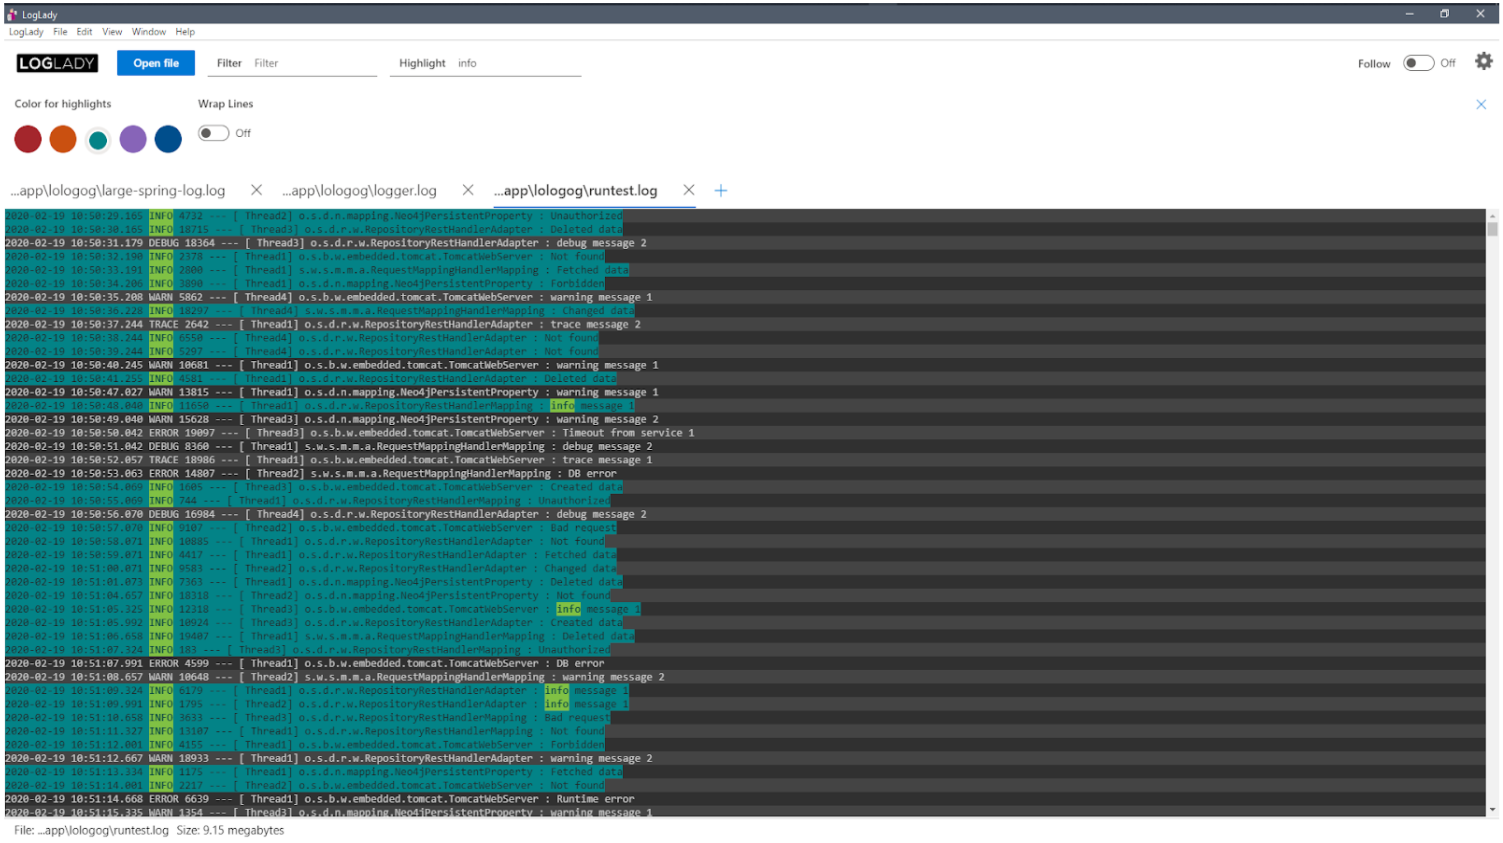 LogLady
LogLady File Edit View Window Help
LOGLADY Open file Filter Filter Highlight info Follow Off
Color for highlights Wrap Lines
Off
...app\lologog\large-spring-log.log ...app\lologog\logger.log ...app\lologog\runtest.log
2020-02-19 10:50:29.165 INFO 4732 --- [ Thread2] o.s.d.n.mapping.Neo4jPersistentProperty : Unauthorized
2020-02-19 10:50:30.165 INFO 18715 --- [ Thread3] o.s.d.r.w.RepositoryRestHandlerAdapter : Deleted data
2020-02-19 10:50:31.179 DEBUG 18364 --- [ Thread3] o.s.d.r.w.RepositoryRestHandlerAdapter : debug message 2
2020-02-19 10:50:32.190 INFO 2378 --- [ Thread1] o.s.b.w.embedded.tomcat.TomcatWebServer : Not found
2020-02-19 10:50:33.191 INFO 2800 --- [ Thread1] s.w.s.m.m.a.RequestMappingHandlerMapping : Fetched data
2020-02-19 10:50:34.206 INFO 3890 --- [ Thread1] o.s.d.n.mapping.Neo4jPersistentProperty : Forbidden
2020-02-19 10:50:35.208 WARN 5862 --- [ Thread4] o.s.b.w.embedded.tomcat.TomcatWebServer : warning message 1
2020-02-19 10:50:36.228 INFO 18297 --- [ Thread4] s.w.s.m.m.a.RequestMappingHandlerMapping : Changed data
2020-02-19 10:50:37.244 TRACE 2642 --- [ Thread1] o.s.d.r.w.RepositoryRestHandlerAdapter : trace message 2
2020-02-19 10:50:38.244 INFO 6550 --- [ Thread4] o.s.d.r.w.RepositoryRestHandlerAdapter : Not found
2020-02-19 10:50:39.244 INFO 5297 --- [ Thread4] o.s.d.r.w.RepositoryRestHandlerAdapter : Not found
2020-02-19 10:50:40.245 WARN 10681 --- [ Thread1] o.s.b.w.embedded.tomcat.TomcatWebServer : warning message 1
2020-02-19 10:50:41.255 INFO 4581 --- [ Thread1] o.s.d.r.w.RepositoryRestHandlerAdapter : Deleted data
2020-02-19 10:50:47.027 WARN 13815 --- [ Thread1] o.s.d.n.mapping.Neo4jPersistentProperty : warning message 1
2020-02-19 10:50:48.040 INFO 11650 --- [ Thread1] o.s.d.r.w.RepositoryRestHandlerMapping : info message 1
2020-02-19 10:50:49.040 WARN 15628 --- [ Thread3] o.s.d.n.mapping.Neo4jPersistentProperty : warning message 2
2020-02-19 10:50:50.042 ERROR 19097 --- [ Thread3] o.s.b.w.embedded.tomcat.TomcatWebServer : Timeout from service 1
2020-02-19 10:50:51.042 DEBUG 8360 --- [ Thread1] s.w.s.m.m.a.RequestMappingHandlerMapping : debug message 2
2020-02-19 10:50:52.057 TRACE 18986 --- [ Thread1] o.s.b.w.embedded.tomcat.TomcatWebServer : trace message 1
2020-02-19 10:50:53.063 ERROR 14807 --- [ Thread2] s.w.s.m.m.a.RequestMappingHandlerMapping : DB error
2020-02-19 10:50:54.069 INFO 1605 --- [ Thread3] o.s.b.w.embedded.tomcat.TomcatWebServer : Created data
2020-02-19 10:50:55.069 INFO 744 --- [ Thread1] o.s.d.r.w.RepositoryRestHandlerMapping : Unauthorized
2020-02-19 10:50:56.070 DEBUG 16984 --- [ Thread4] o.s.d.r.w.RepositoryRestHandlerAdapter : debug message 2
2020-02-19 10:50:57.070 INFO 9107 --- [ Thread2] o.s.b.w.embedded.tomcat.TomcatWebServer : Bad request
2020-02-19 10:50:58.071 INFO 10885 --- [ Thread1] o.s.d.r.w.RepositoryRestHandlerAdapter : Not found
2020-02-19 10:50:59.071 INFO 4417 --- [ Thread3] o.s.d.r.w.RepositoryRestHandlerAdapter : Fetched data
2020-02-19 10:51:00.071 INFO 9583 --- [ Thread2] o.s.d.r.w.RepositoryRestHandlerAdapter : Changed data
2020-02-19 10:51:01.073 INFO 7363 --- [ Thread1] o.s.d.n.mapping.Neo4jPersistentProperty : Deleted data
2020-02-19 10:51:04.657 INFO 18318 --- [ Thread2] o.s.d.n.mapping.Neo4jPersistentProperty : Not found
2020-02-19 10:51:05.325 INFO 12318 --- [ Thread3] o.s.b.w.embedded.tomcat.TomcatWebServer : info message 1
2020-02-19 10:51:05.992 INFO 10924 --- [ Thread3] o.s.d.r.w.RepositoryRestHandlerAdapter : Created data
2020-02-19 10:51:06.658 INFO 19407 --- [ Thread1] s.w.s.m.m.a.RequestMappingHandlerMapping : Deleted data
2020-02-19 10:51:07.324 INFO 183 --- [ Thread3] o.s.d.r.w.RepositoryRestHandlerMapping : Unauthorized
2020-02-19 10:51:07.991 ERROR 4599 --- [ Thread1] o.s.b.w.embedded.tomcat.TomcatWebServer : DB error
2020-02-19 10:51:08.657 WARN 10648 --- [ Thread2] s.w.s.m.m.a.RequestMappingHandlerMapping : warning message 2
2020-02-19 10:51:09.324 INFO 6179 --- [ Thread1] o.s.d.r.w.RepositoryRestHandlerAdapter : info message 1
2020-02-19 10:51:09.991 INFO 1795 --- [ Thread2] o.s.d.r.w.RepositoryRestHandlerAdapter : info message 1
2020-02-19 10:51:10.658 INFO 3633 --- [ Thread3] o.s.d.r.w.RepositoryRestHandlerMapping : Bad request
2020-02-19 10:51:11.327 INFO 13107 --- [ Thread1] o.s.d.r.w.RepositoryRestHandlerMapping : Not found
2020-02-19 10:51:12.001 INFO 4155 --- [ Thread1] o.s.b.w.embedded.tomcat.TomcatWebServer : Forbidden
2020-02-19 10:51:12.667 WARN 18933 --- [ Thread1] o.s.d.r.w.RepositoryRestHandlerAdapter : warning message 2
2020-02-19 10:51:13.334 INFO 1175 --- [ Thread1] o.s.d.n.mapping.Neo4jPersistentProperty : Fetched data
2020-02-19 10:51:14.001 INFO 2217 --- [ Thread2] o.s.b.w.embedded.tomcat.TomcatWebServer : Not found
2020-02-19 10:51:14.668 ERROR 6639 --- [ Thread1] o.s.b.w.embedded.tomcat.TomcatWebServer : Runtime error
2020-02-19 10:51:15.335 WARN 1354 --- [ Thread3] o.s.d.n.mapping.Neo4jPersistentProperty : warning message 1
File: ...app\lologog\runtest.log Size: 9.15 megabytes